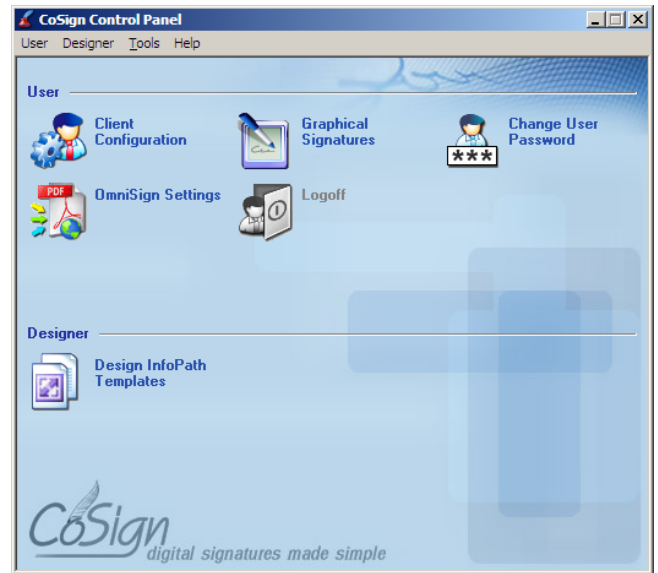 CoSign Control Panel
User Designer Tools Help
User
Client
Configuration
Graphical
Signatures
Change User
Password
***
PDF
OmniSign Settings
Logoff
Designer
Design InfoPath
Templates
CoSign
digital signatures made simple